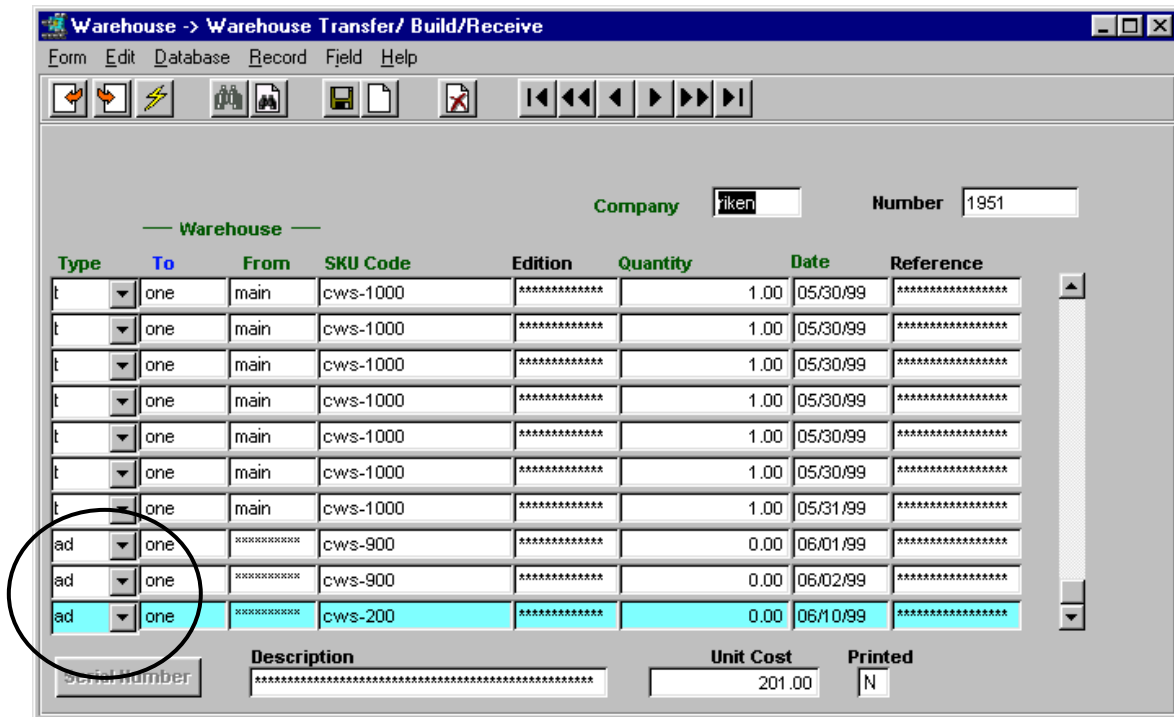 Warehouse -> Warehouse Transfer/ Build/Receive
Form Edit Database Record Field Help
Company riken Number 1951
Warehouse
Type To From SKU Code Edition Quantity Date Reference
t one main cws-1000 ************* 1.00 05/30/99 *****************
t one main cws-1000 ************* 1.00 05/30/99 *****************
t one main cws-1000 ************* 1.00 05/30/99 *****************
t one main cws-1000 ************* 1.00 05/30/99 *****************
t one main cws-1000 ************* 1.00 05/30/99 *****************
t one main cws-1000 ************* 1.00 05/30/99 *****************
t one main cws-1000 ************* 1.00 05/31/99 *****************
ad one ********** cws-900 ************* 0.00 06/01/99 *****************
ad one ********** cws-900 ************* 0.00 06/02/99 *****************
ad one ********** cws-200 ************* 0.00 06/10/99 *****************
Description Unit Cost Printed
Serial Number ******************************************************* 201.00 N